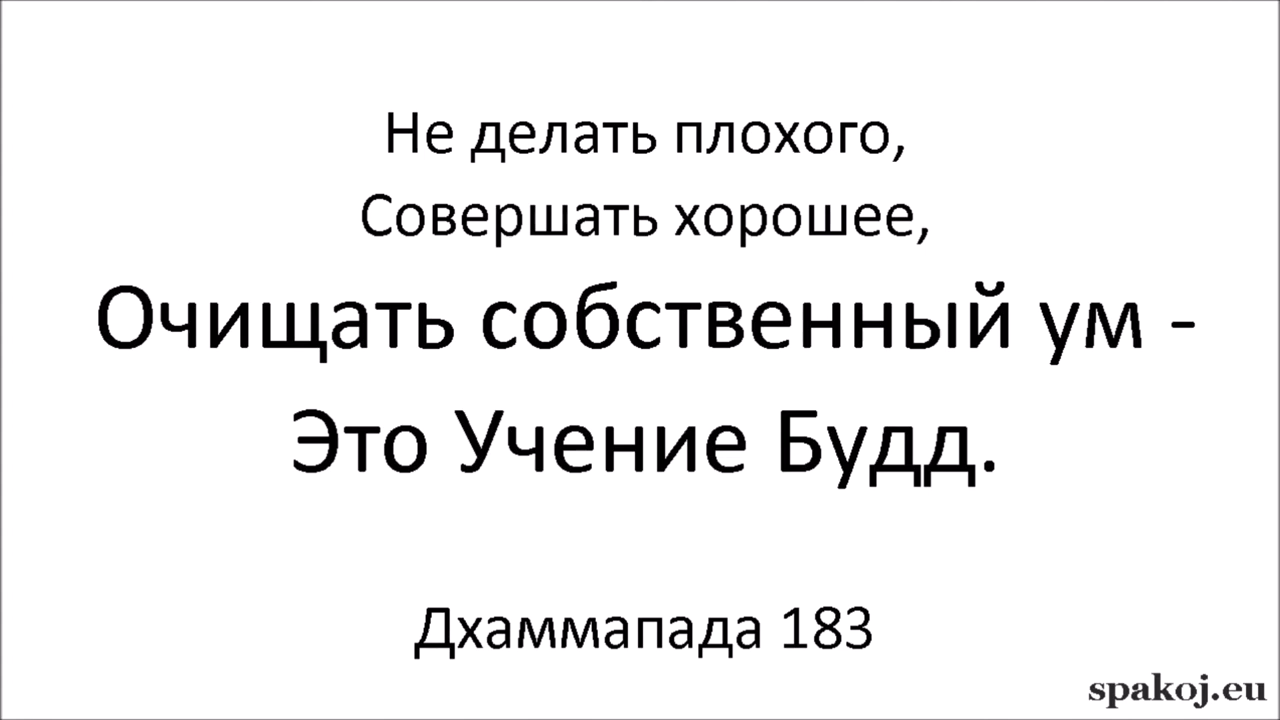 Не делать плохого,
Совершать хорошее,
Очищать собственный ум -
Это Учение Будд.
Дхаммапада 183
spakoj.eu